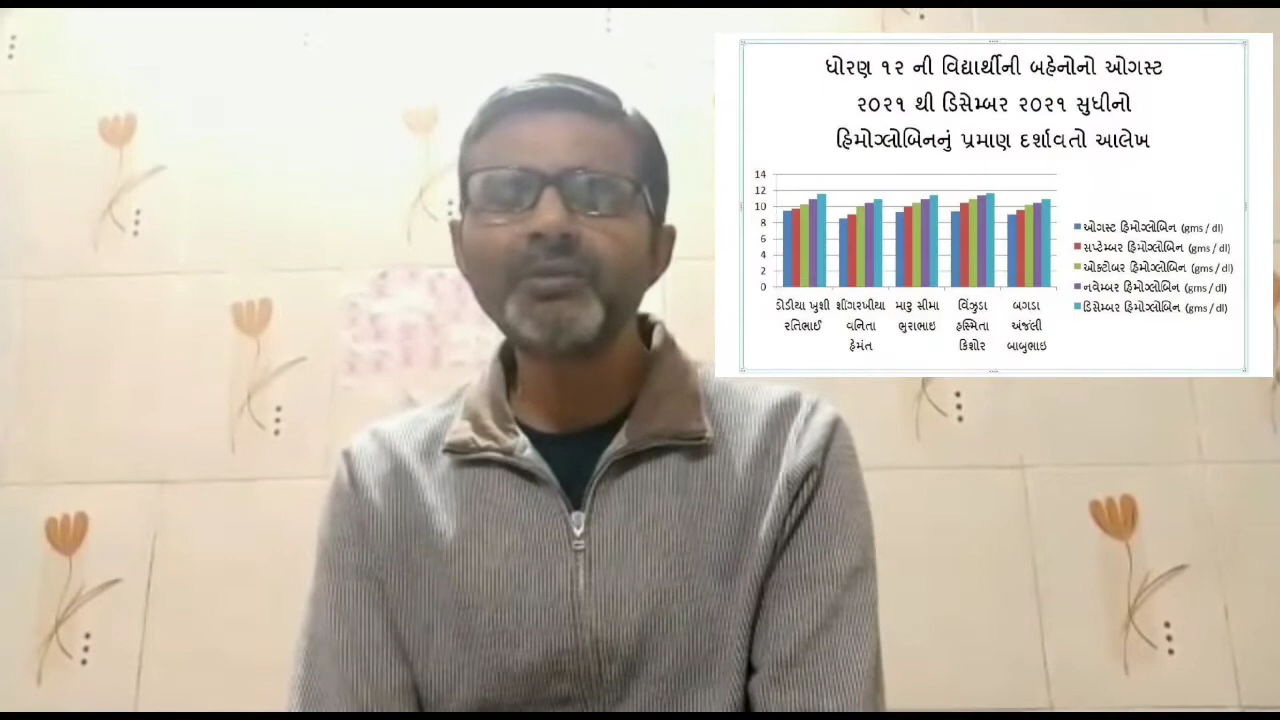 ધોરણ ૧૨ ની વિદ્યાર્થીની બહેનોનો ઓગસ્ટ
૨૦૨૧ થી ડિસેમ્બર ૨૦૨૧ સુધીનો
હિમોગ્લોબિનનું પ્રમાણ દર્શાવતો આલેખ
14
12
10
8
6
4
2
0
ડોડીયા ખુશી રતિભાઈ
શીંગરખીયા વનિતા હેમંત
મારુ સીમા ભુરાભાઇ
વિંઝુડા હસ્મિતા કિશોર
બગડા અંજલી બાબુભાઇ
ઓગસ્ટ હિમોગ્લોબિન (gms / dl)
સપ્ટેમ્બર હિમોગ્લોબિન (gms / dl)
ઓક્ટોબર હિમોગ્લોબિન (gms / dl)
નવેમ્બર હિમોગ્લોબિન (gms / dl)
ડિસેમ્બર હિમોગ્લોબિન (gms / dl)